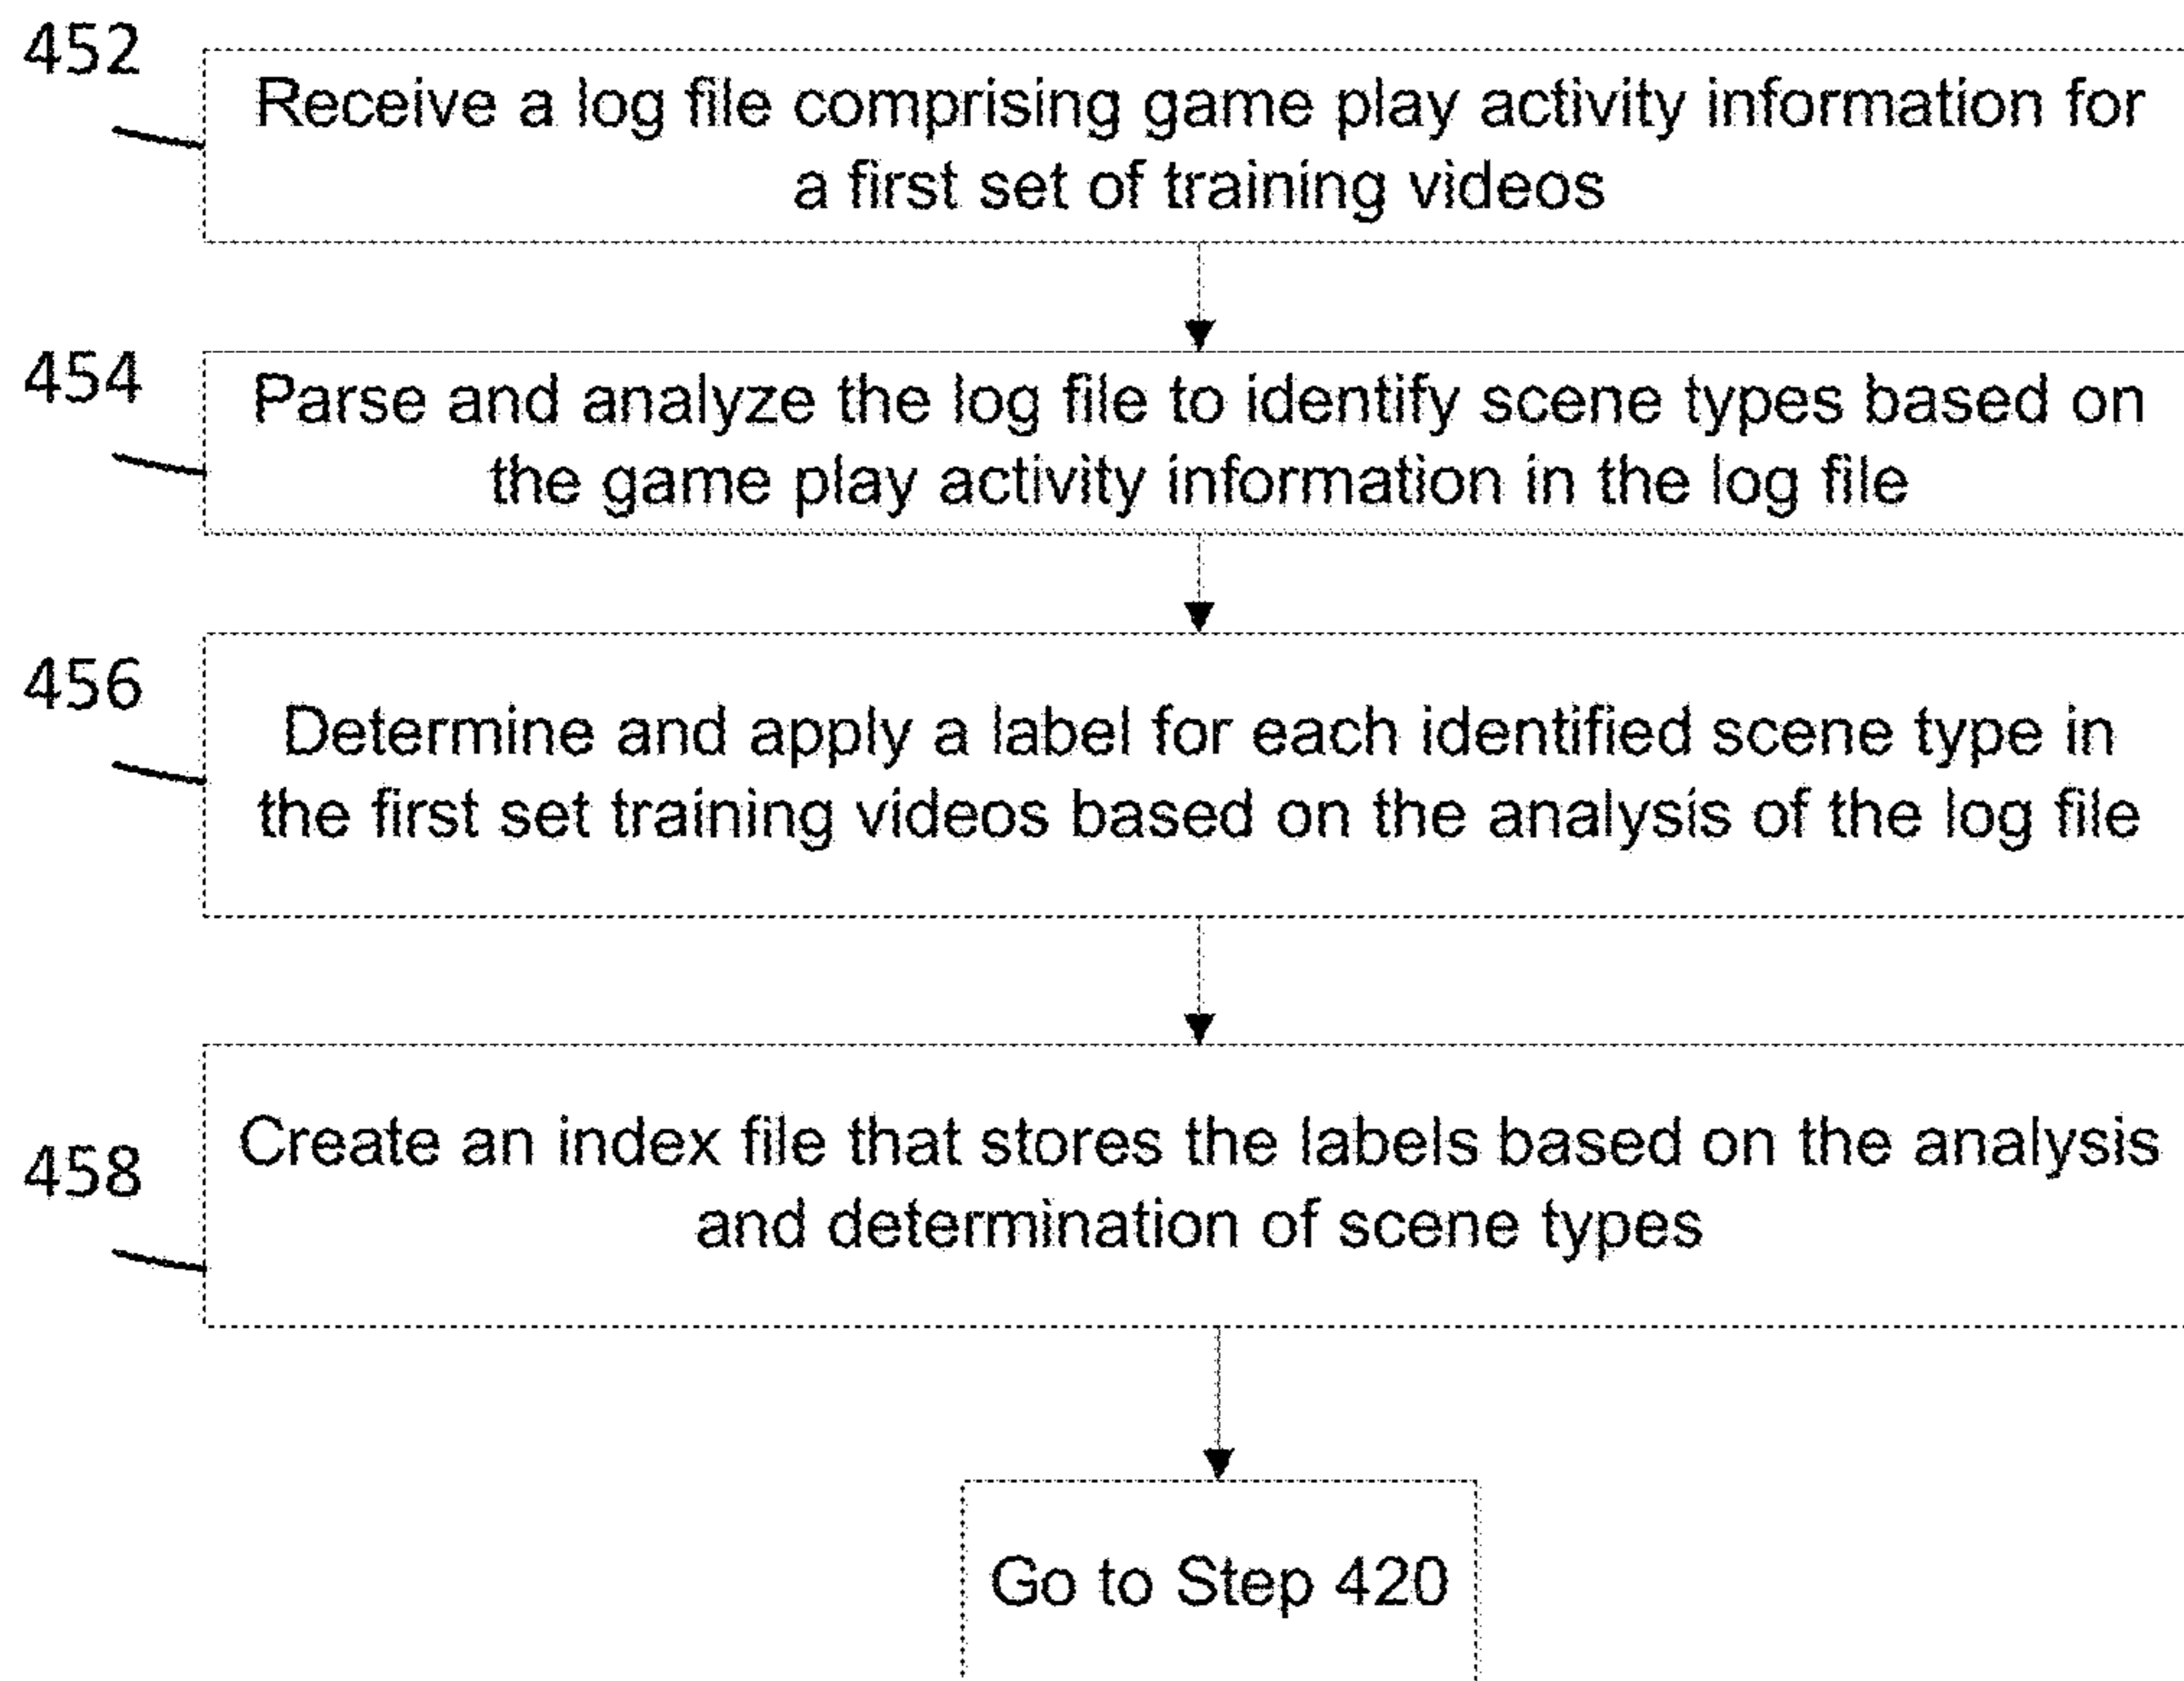 452
Receive a log file comprising game play activity information for
a first set of training videos
454
Parse and analyze the log file to identify scene types based on
the game play activity information in the log file
456
Determine and apply a label for each identified scene type in
the first set training videos based on the analysis of the log file
458
Create an index file that stores the labels based on the analysis
and determination of scene types
Go to Step 420